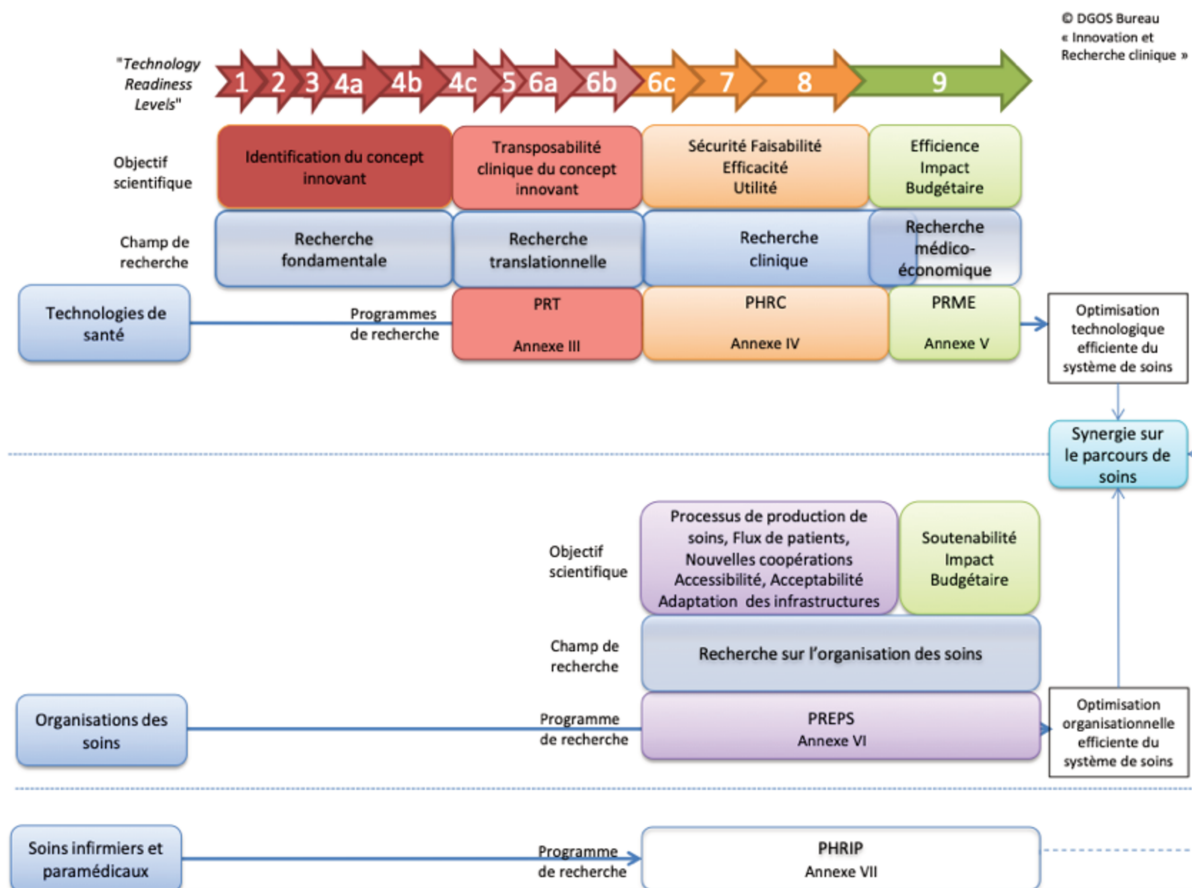 © DGOS Bureau
« Innovation et
Recherche clinique »
"Technology
Readiness
Levels"
1 2 3 4a 4b 4c 5 6a 6b 6c 7 8 9
Objectif
scientifique
Identification du concept
innovant
Transposabilité
clinique du concept
innovant
Sécurité Faisabilité
Efficacité
Utilité
Efficience
Impact
Budgétaire
Champ de
recherche
Recherche
fondamentale
Recherche
translationnelle
Recherche
clinique
Recherche
médico-
économique
Technologies de
santé
Programmes
de recherche
PRT
Annexe III
PHRC
Annexe IV
PRME
Annexe V
Optimisation
technologique
efficiente du
système de soins
Synergie sur
le parcours de
soins
Objectif
scientifique
Processus de production de
soins, Flux de patients,
Nouvelles coopérations
Accessibilité, Acceptabilité
Adaptation des infrastructures
Soutenabilité
Impact
Budgétaire
Champ de
recherche
Recherche sur l'organisation des soins
Organisations des
soins
Programme
de recherche
PREPS
Annexe VI
Optimisation
organisationnelle
efficiente du
système de soins
Soins infirmiers et
paramédicaux
Programme
de recherche
PHRIP
Annexe VII